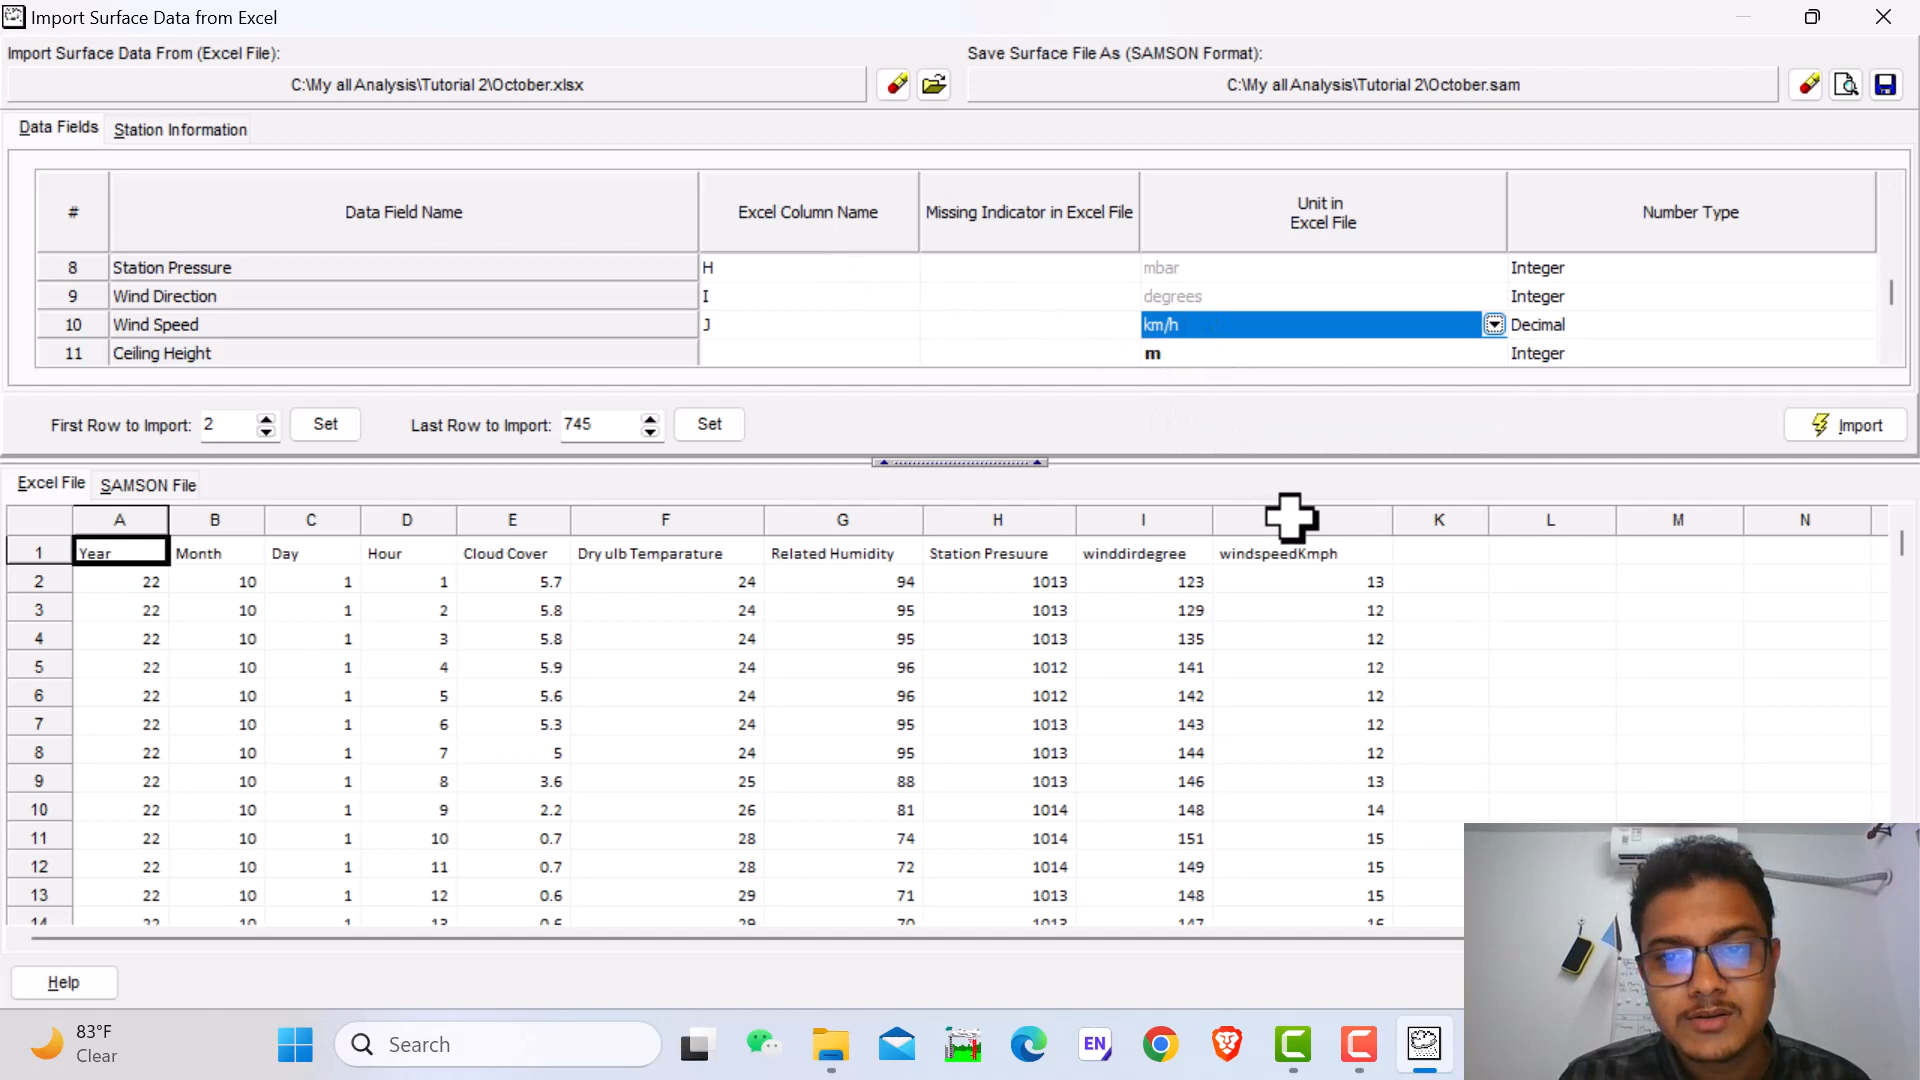 Import Surface Data from Excel
Import Surface Data From (Excel File):
Save Surface File As (SAMSON Format):
C:\My all Analysis\Tutorial 2\October.xlsx
C:\My all Analysis\Tutorial 2\October.sam
Data Fields
Station Information
# Data Field Name Excel Column Name Missing Indicator in Excel File Unit in Excel File Number Type
8 Station Pressure H mbar Integer
9 Wind Direction I degrees Integer
10 Wind Speed J km/h Decimal
11 Ceiling Height m Integer
First Row to Import: 2 Set Last Row to Import: 745 Set Import
Excel File SAMSON File
A B C D E F G H I K L M N
1 Year Month Day Hour Cloud Cover Dry ulb Temparature Related Humidity Station Presuure winddirdegree windspeedKmph
2 22 10 1 1 5.7 24 94 1013 123 13
3 22 10 1 2 5.8 24 95 1013 129 12
4 22 10 1 3 5.8 24 95 1013 135 12
5 22 10 1 4 5.9 24 96 1012 141 12
6 22 10 1 5 5.6 24 96 1012 142 12
7 22 10 1 6 5.3 24 95 1013 143 12
8 22 10 1 7 5 24 95 1013 144 12
9 22 10 1 8 3.6 25 88 1013 146 13
10 22 10 1 9 2.2 26 81 1014 148 14
11 22 10 1 10 0.7 28 74 1014 151 15
12 22 10 1 11 0.7 28 72 1014 149 15
13 22 10 1 12 0.6 29 71 1013 148 15
14 22 10 1 13 0.6 29 70 1013 147 16
Help
83°F
Clear
Search
EN